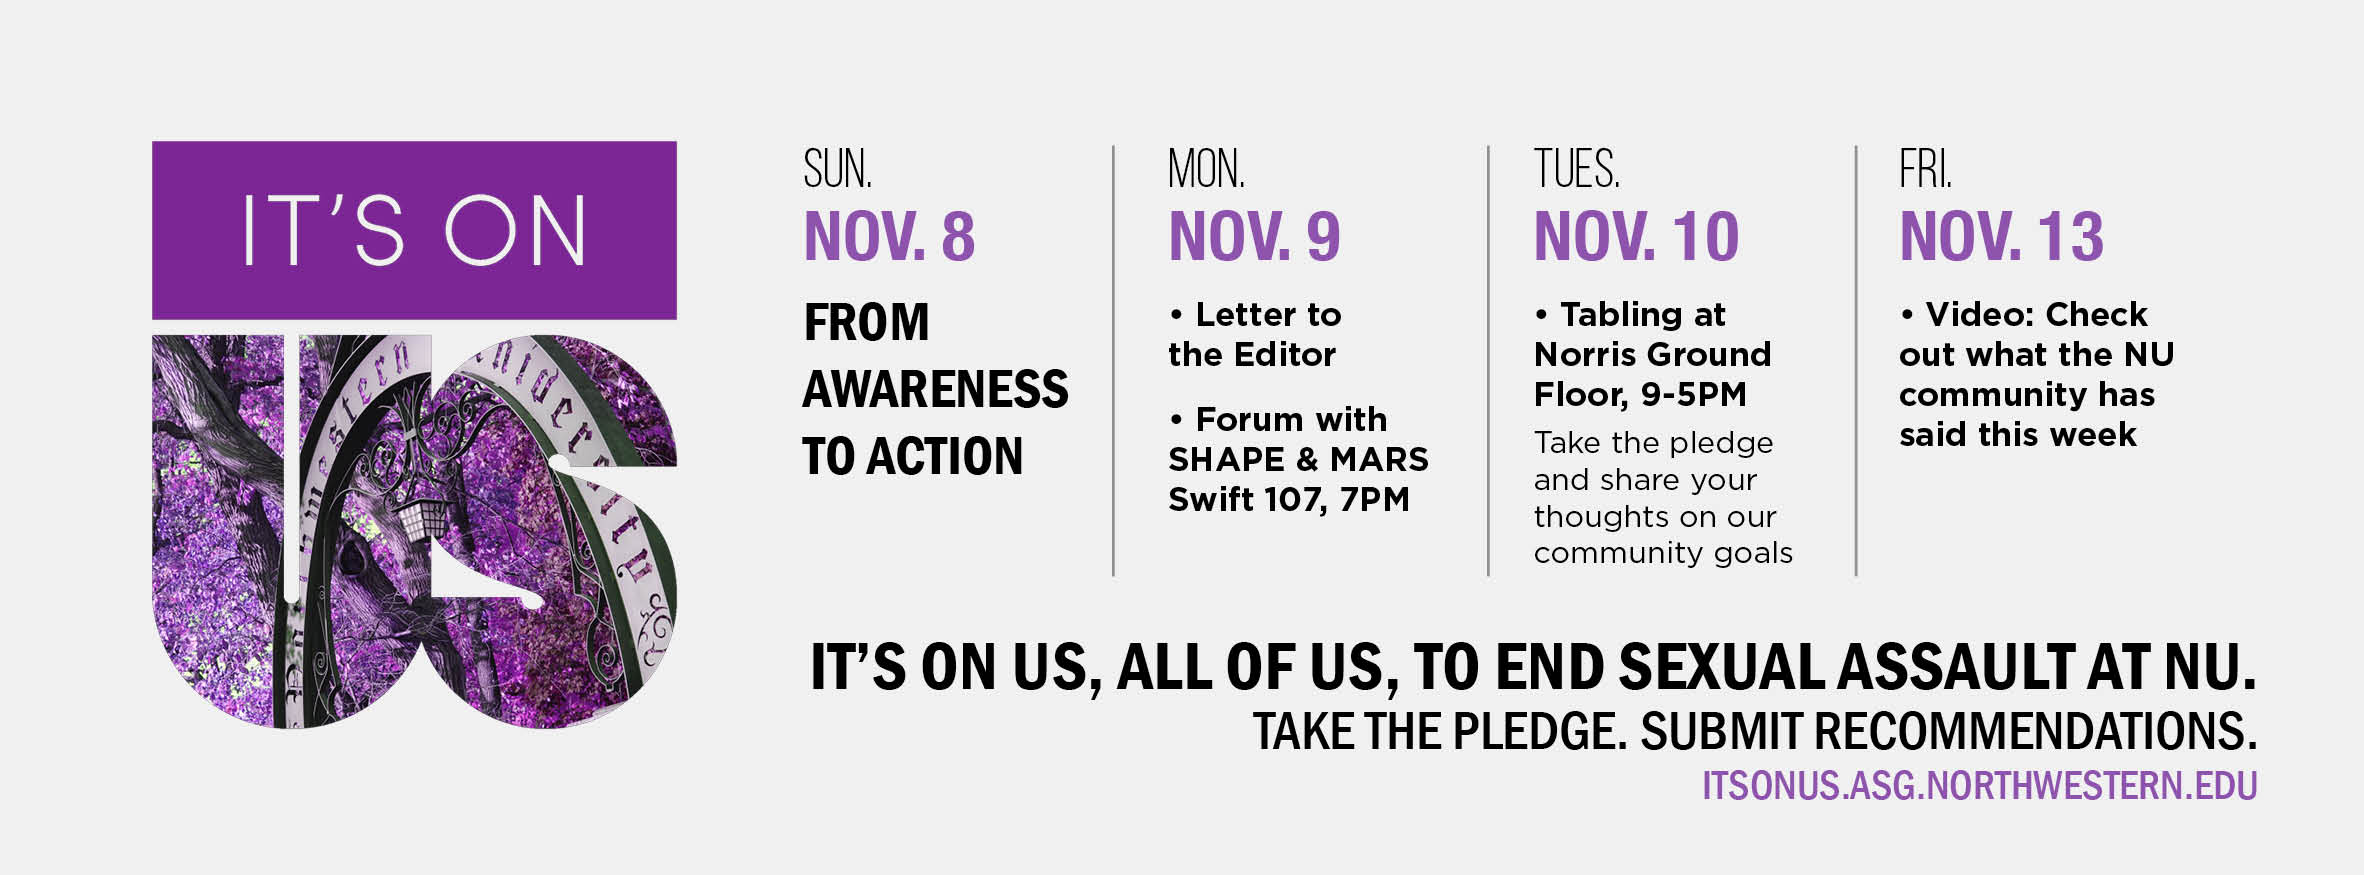 IT'S ON
US
SUN.
NOV. 8
FROM
AWARENESS
TO ACTION
MON.
NOV. 9
• Letter to
the Editor
• Forum with
SHAPE & MARS
Swift 107, 7PM
TUES.
NOV. 10
• Tabling at
Norris Ground
Floor, 9-5PM
Take the pledge
and share your
thoughts on our
community goals
FRI.
NOV. 13
• Video: Check
out what the NU
community has
said this week
IT'S ON US, ALL OF US, TO END SEXUAL ASSAULT AT NU.
TAKE THE PLEDGE. SUBMIT RECOMMENDATIONS.
ITSONUS.ASG.NORTHWESTERN.EDU